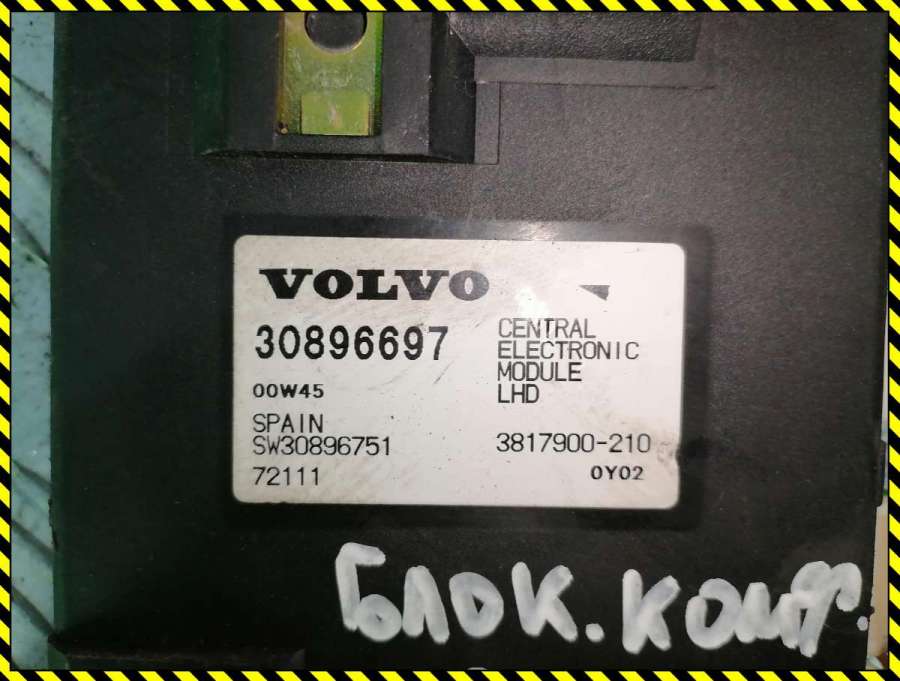 VOLVO
30896697
CENTRAL
ELECTRONIC
MODULE
LHD
00W45
SPAIN
SW30896751
3817900-210
72111
0Y02
Блок. комф.